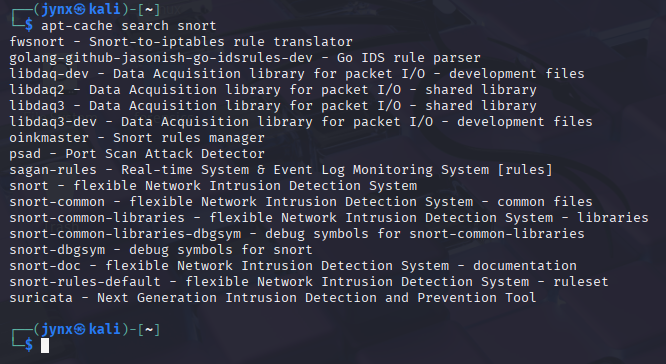 ┌──(jynx㉿kali)-[~]
└─$ apt-cache search snort
fwsnort - Snort-to-iptables rule translator
golang-github-jasonish-go-idsrules-dev - Go IDS rule parser
libdaq-dev - Data Acquisition library for packet I/O - development files
libdaq2 - Data Acquisition library for packet I/O - shared library
libdaq3 - Data Acquisition library for packet I/O - shared library
libdaq3-dev - Data Acquisition library for packet I/O - development files
oinkmaster - Snort rules manager
psad - Port Scan Attack Detector
sagan-rules - Real-time System & Event Log Monitoring System [rules]
snort - flexible Network Intrusion Detection System
snort-common - flexible Network Intrusion Detection System - common files
snort-common-libraries - flexible Network Intrusion Detection System - libraries
snort-common-libraries-dbgsym - debug symbols for snort-common-libraries
snort-dbgsym - debug symbols for snort
snort-doc - flexible Network Intrusion Detection System - documentation
snort-rules-default - flexible Network Intrusion Detection System - ruleset
suricata - Next Generation Intrusion Detection and Prevention Tool
┌──(jynx㉿kali)-[~]
└─$